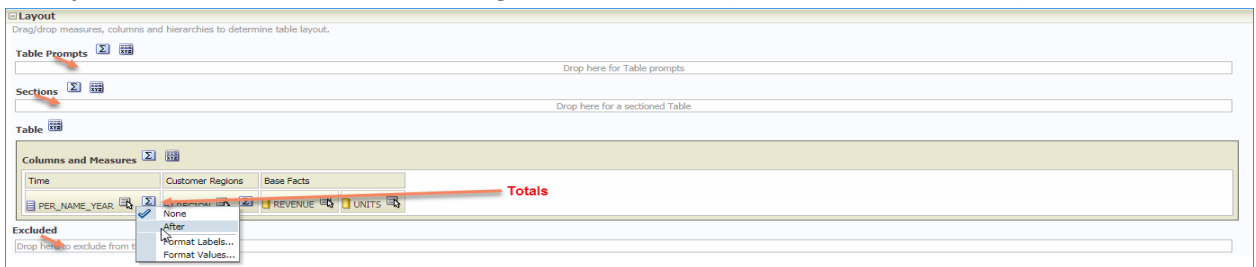 Layout
Drag/drop measures, columns and hierarchies to determine table layout.
Table Prompts
Drop here for Table prompts
Sections
Drop here for a sectioned Table
Table
Columns and Measures
Time Customer Regions Base Facts
Totals
PER_NAME_YEAR REGION REVENUE UNITS
None
After
Excluded
Format Labels...
Drop here to exclude from
Format Values...